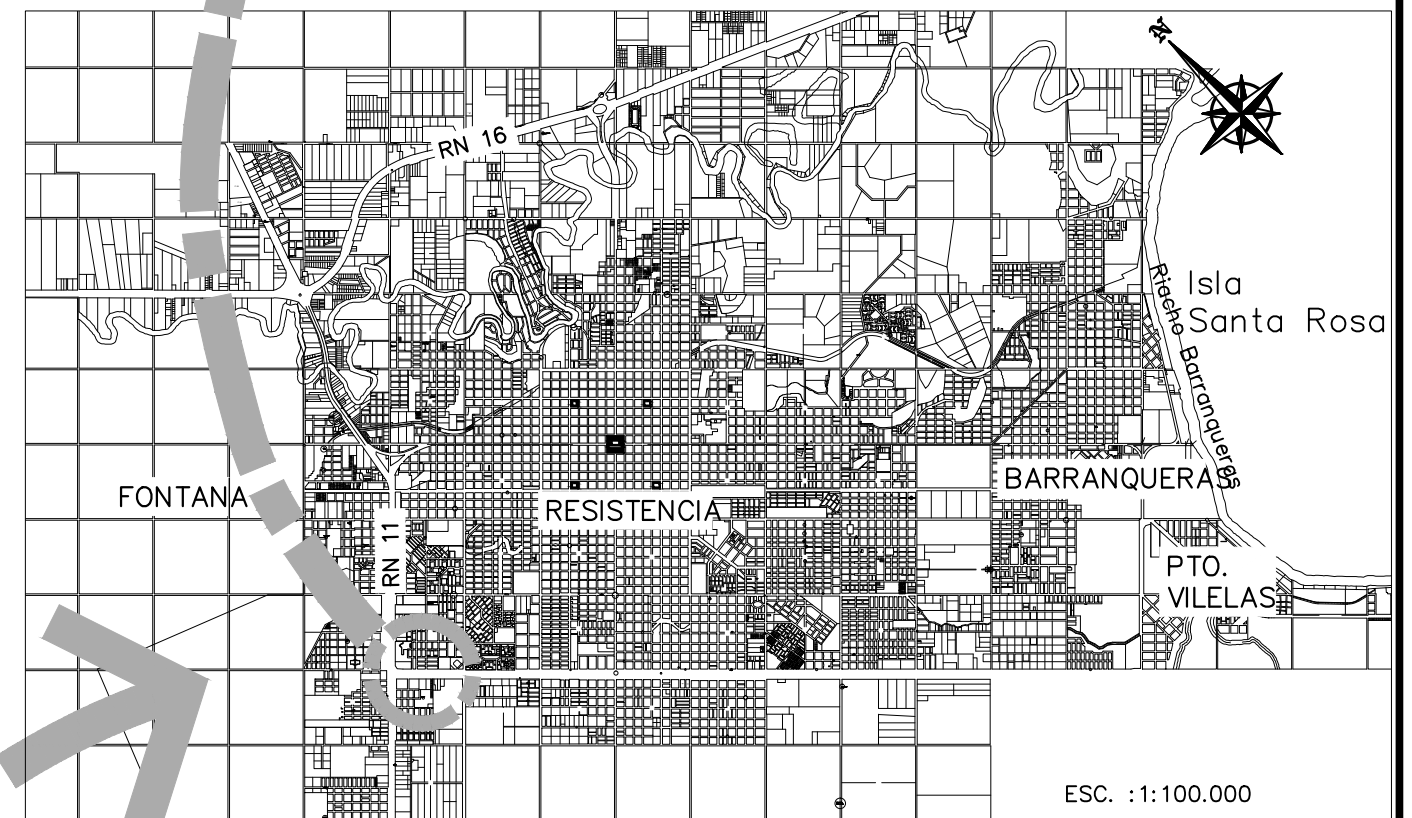 N
RN 16
Isla
Santa Rosa
Riacho Barranqueras
FONTANA
RESISTENCIA
BARRANQUERAS
RN 11
PTO.
VILELAS
ESC. :1:100.000